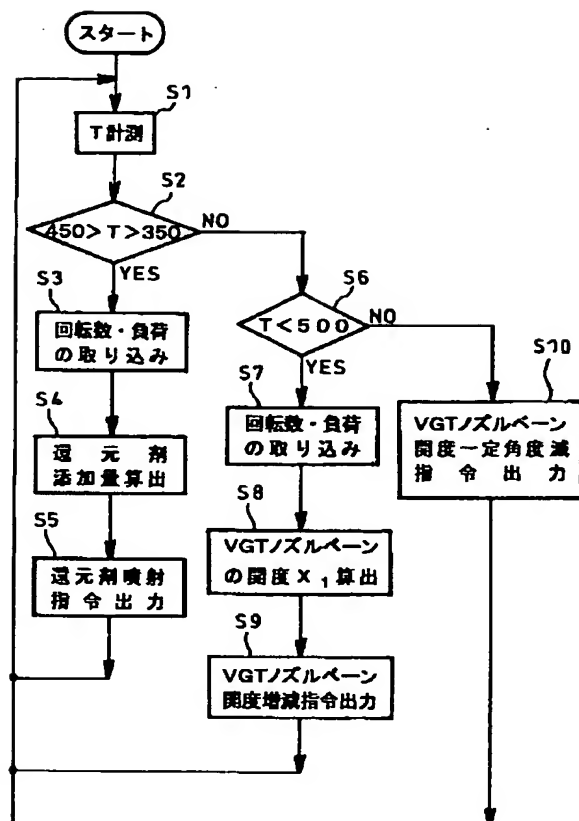 スタート
S1
T計測
S2
450>T>350
NO
YES
S3
回転数・負荷
の取り込み
S4
還元剤
添加量算出
S5
還元剤噴射
指令出力
S6
T<500
NO
YES
S7
回転数・負荷
の取り込み
S8
VGTノズルベーン
の開度X1算出
S9
VGTノズルベーン
開度増減指令出力
S10
VGTノズルベーン
開度一定角度減
指令出力